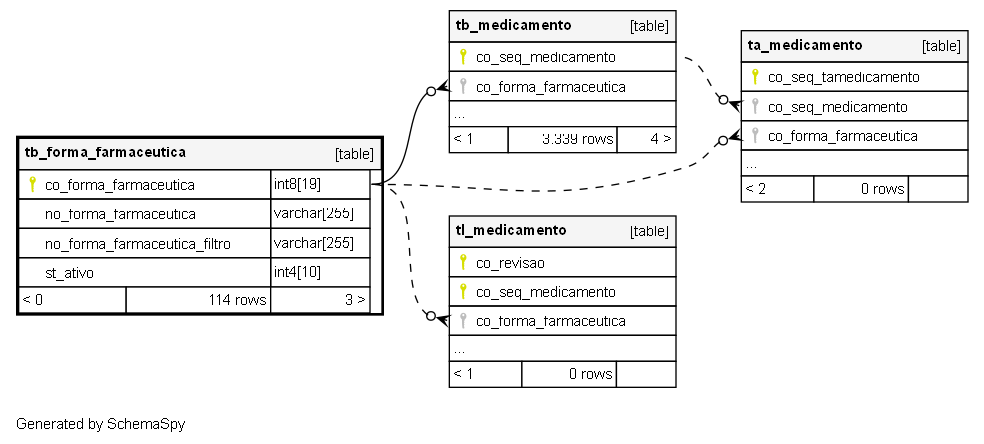 tb_medicamento [table]
co_seq_medicamento
co_forma_farmaceutica
...
< 1 3.339 rows 4 >
ta_medicamento [table]
co_seq_tamedicamento
co_seq_medicamento
co_forma_farmaceutica
...
< 2 0 rows
tb_forma_farmaceutica [table]
co_forma_farmaceutica int8[19]
no_forma_farmaceutica varchar[255]
no_forma_farmaceutica_filtro varchar[255]
st_ativo int4[10]
< 0 114 rows 3 >
tl_medicamento [table]
co_revisao
co_seq_medicamento
co_forma_farmaceutica
...
< 1 0 rows
Generated by SchemaSpy